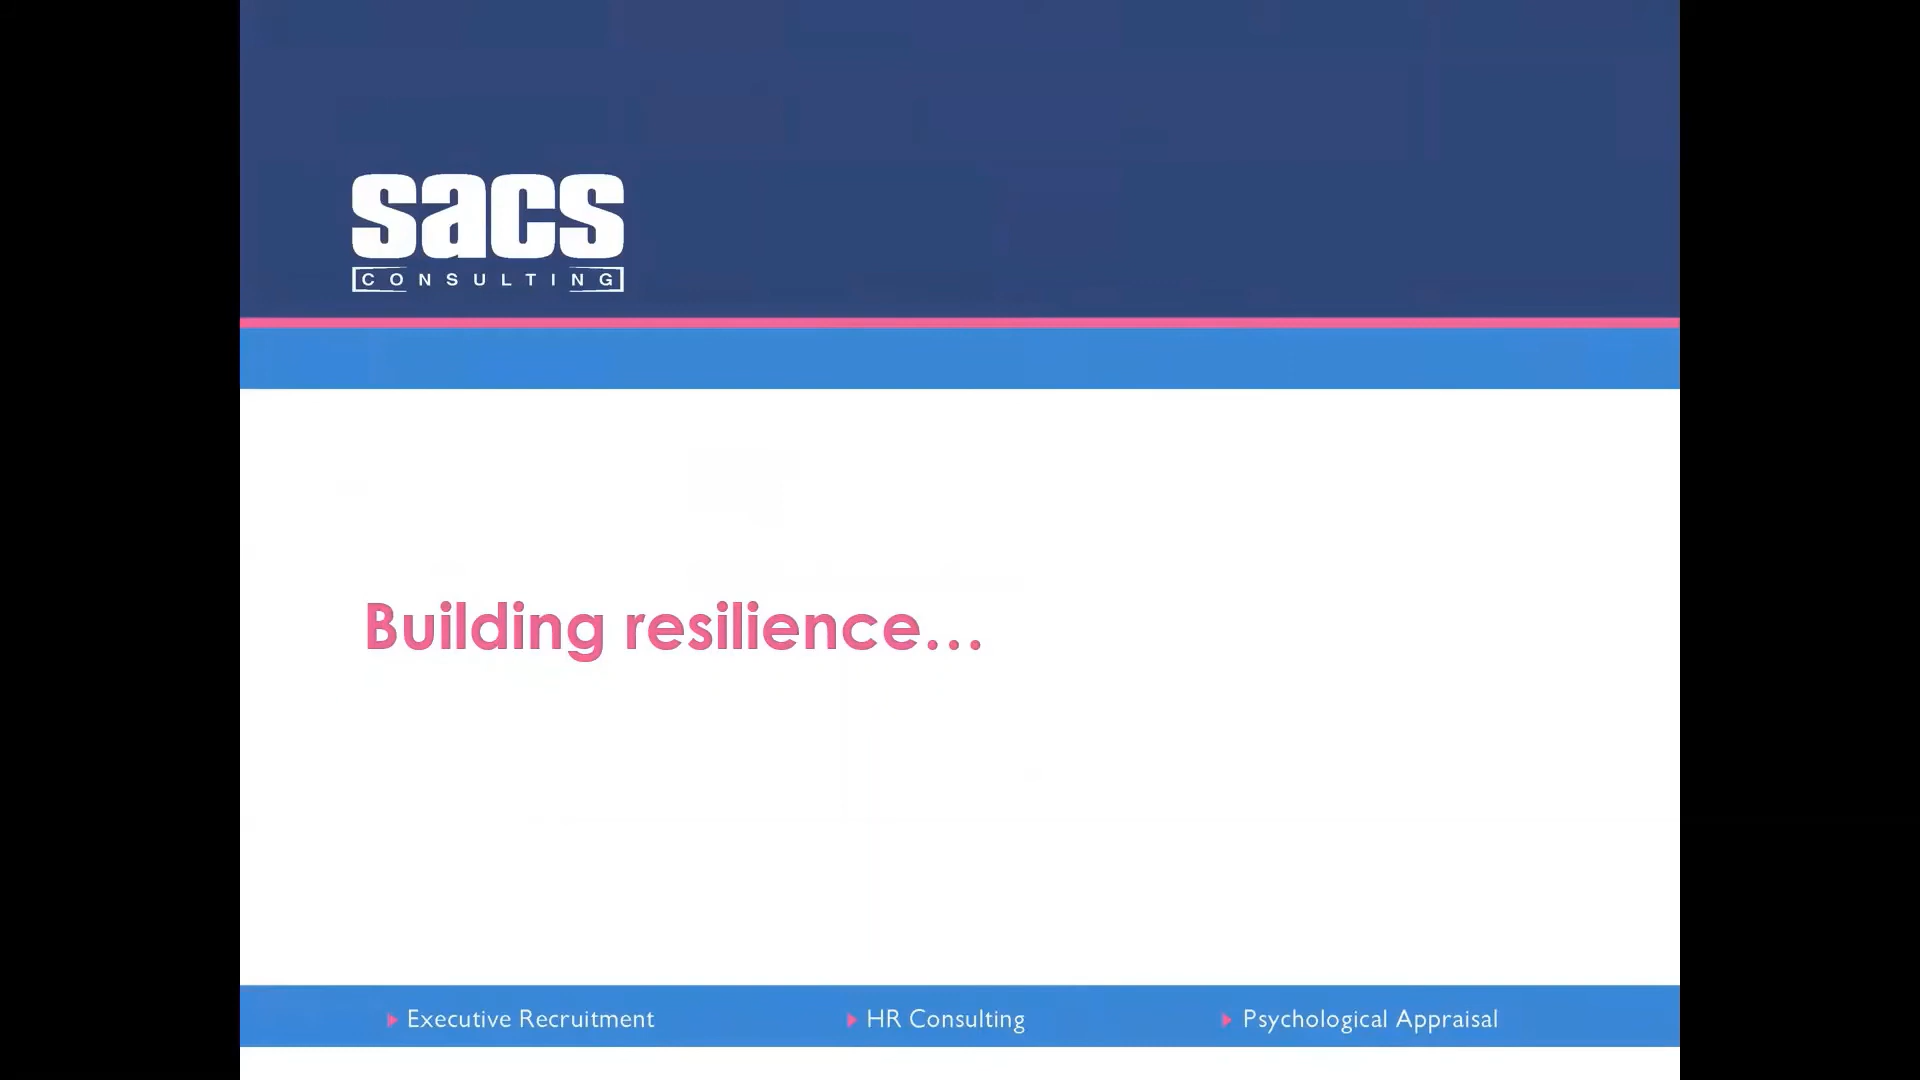 sacs
CONSULTING
Building resilience...
Executive Recruitment
HR Consulting
Psychological Appraisal